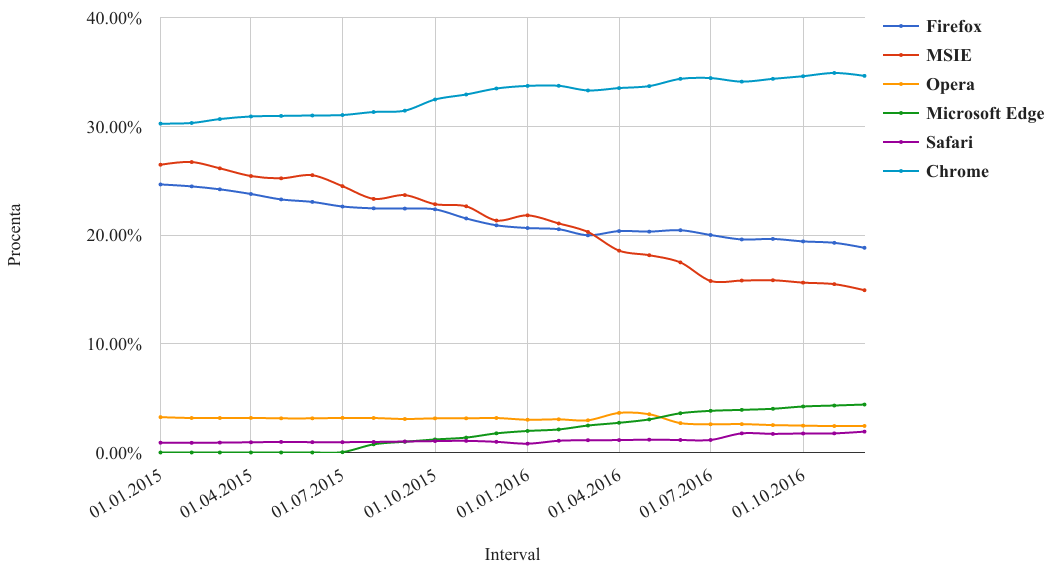 40.00%
30.00%
20.00%
10.00%
0.00%
Procenta
01.01.2015
01.04.2015
01.07.2015
01.10.2015
01.01.2016
01.04.2016
01.07.2016
01.10.2016
Interval
Firefox
MSIE
Opera
Microsoft Edge
Safari
Chrome